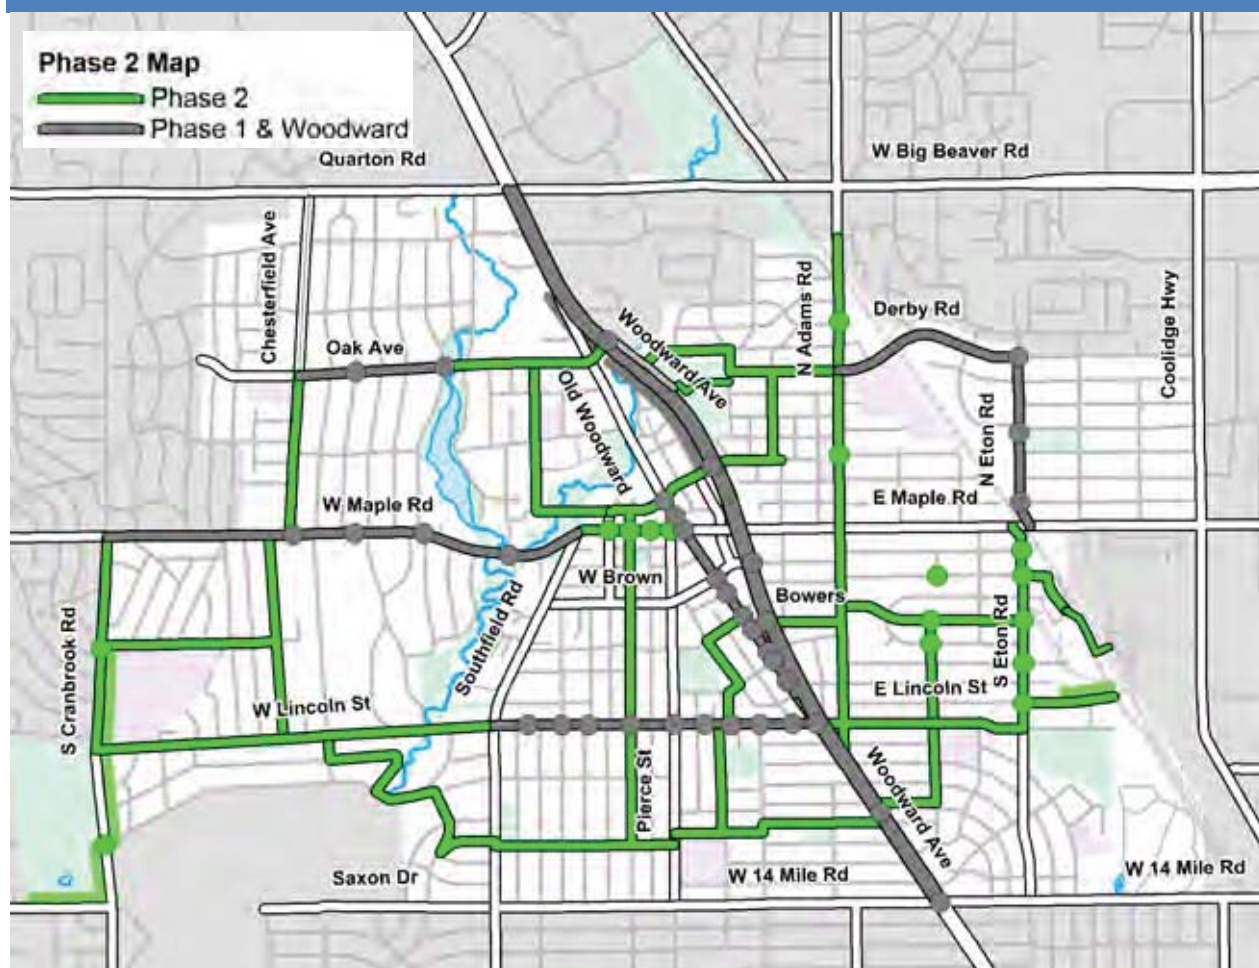 Phase 2 Map
Phase 2
Phase 1 & Woodward
Quarton Rd
W Big Beaver Rd
Chesterfield Ave
N Adams Rd
Coolidge Hwy
Derby Rd
Woodward Ave
Oak Ave
Old Woodward
N Eton Rd
W Maple Rd
E Maple Rd
W Brown
Bowers
S Cranbrook Rd
Southfield Rd
S Eton Rd
E Lincoln St
W Lincoln St
Pierce St
Woodward Ave
Saxon Dr
W 14 Mile Rd
W 14 Mile Rd